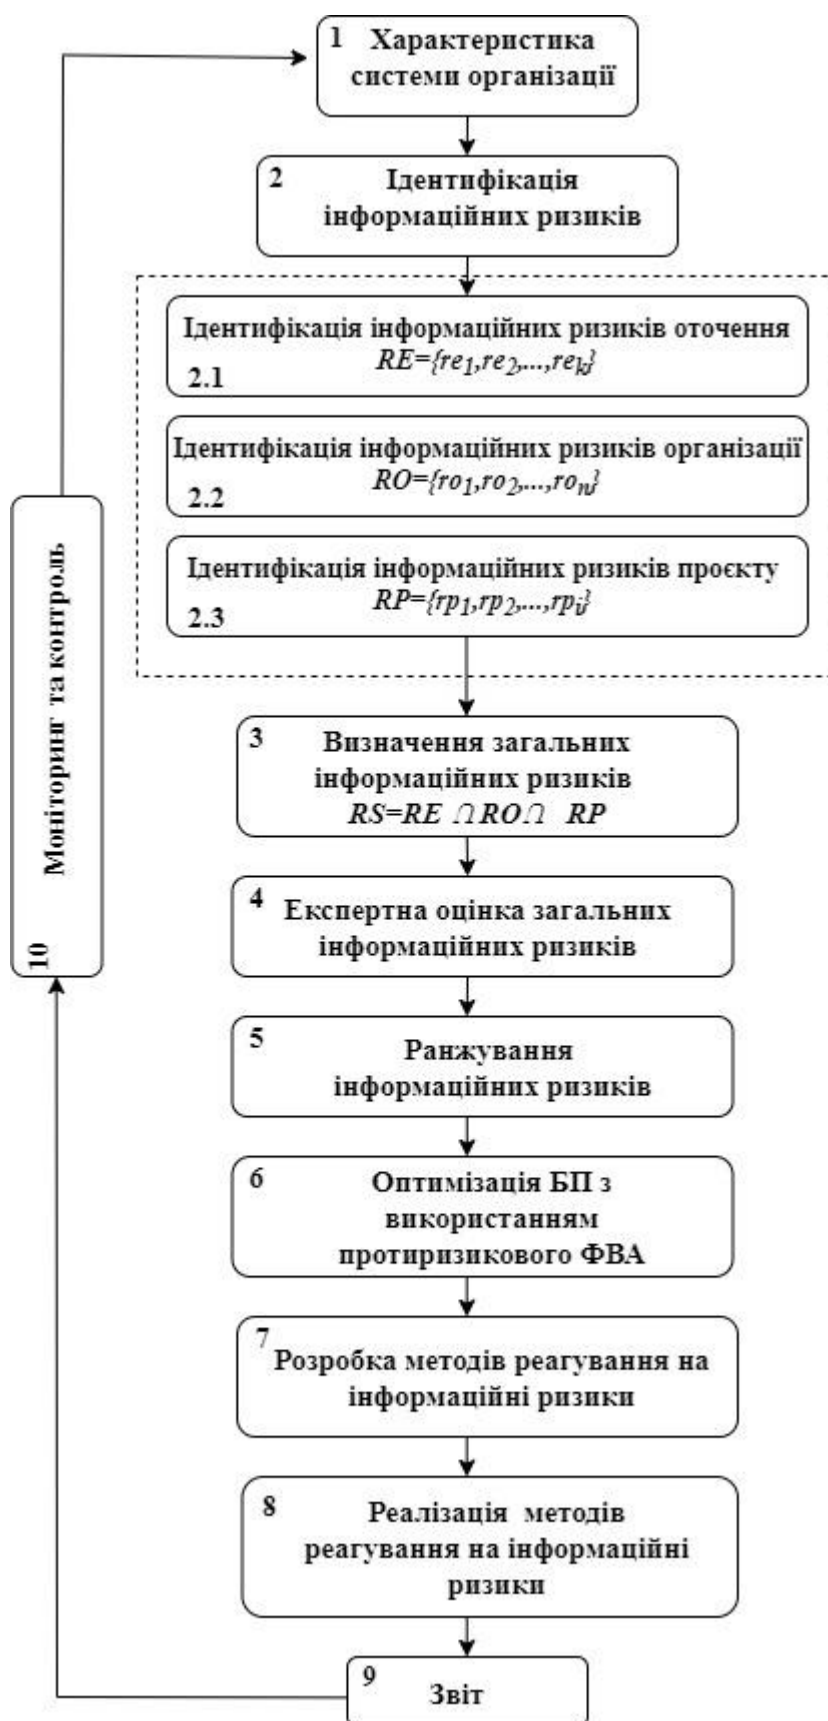 1 Характеристика
системи організації
2 Ідентифікація
інформаційних ризиків
Ідентифікація інформаційних ризиків оточення
RE={re1,re2,...,rek}
2.1
Ідентифікація інформаційних ризиків організації
RO={ro1,ro2,...,ron}
2.2
Ідентифікація інформаційних ризиків проєкту
RP={rp1,rp2,...,rpi}
2.3
3 Визначення загальних
інформаційних ризиків
RS=RE ∩ RO ∩ RP
4 Експертна оцінка загальних
інформаційних ризиків
5 Ранжування
інформаційних ризиків
6 Оптимізація БП з
використанням
протиризикового ФВА
7
Розробка методів реагування на
інформаційні ризики
8 Реалізація методів
реагування на інформаційні
ризики
9 Звіт
10 Моніторинг та контроль